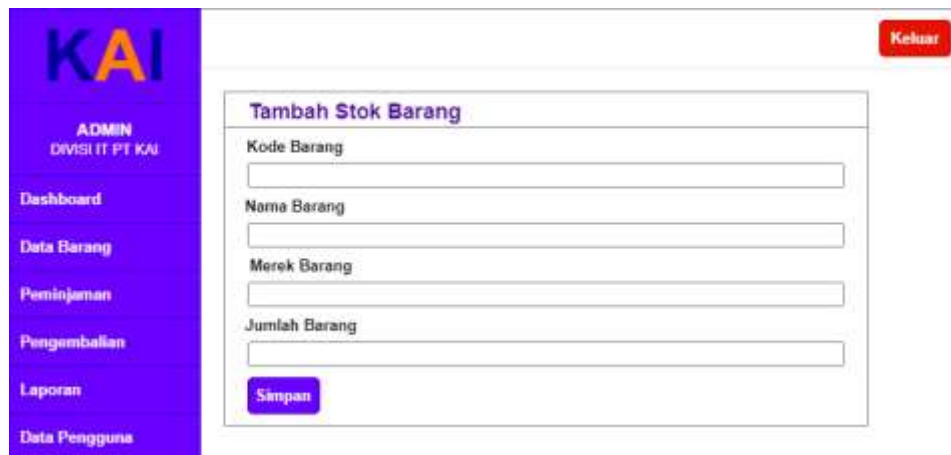 KAI
ADMIN
DIVISI IT PT KAI
Dashboard
Data Barang
Peminjaman
Pengembalian
Laporan
Data Pengguna
Keluar
Tambah Stok Barang
Kode Barang
Nama Barang
Merek Barang
Jumlah Barang
Simpan